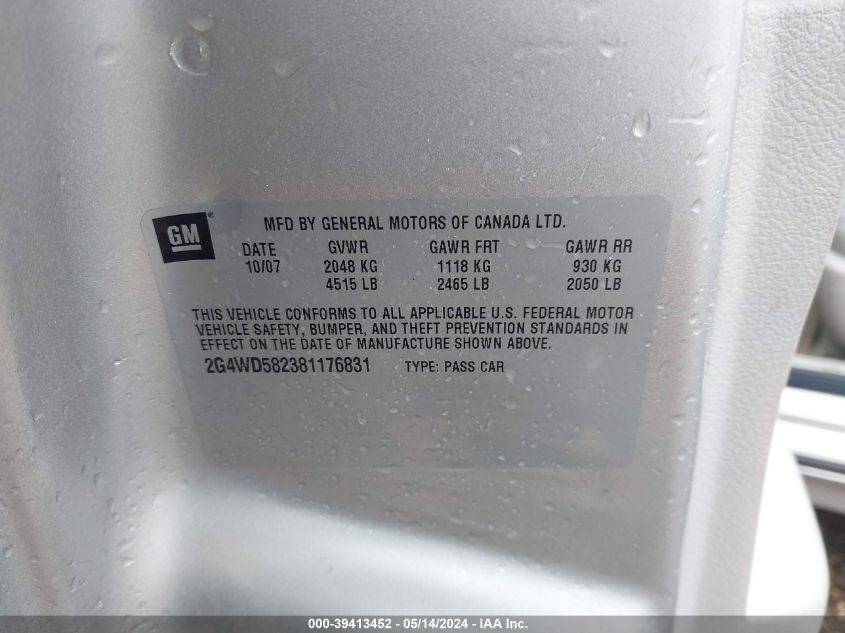 GM®
MFD BY GENERAL MOTORS OF CANADA LTD.
DATE GVWR GAWR FRT GAWR RR
10/07 2048 KG 1118 KG 930 KG
4515 LB 2465 LB 2050 LB
THIS VEHICLE CONFORMS TO ALL APPLICABLE U.S. FEDERAL MOTOR
VEHICLE SAFETY, BUMPER, AND THEFT PREVENTION STANDARDS IN
EFFECT ON THE DATE OF MANUFACTURE SHOWN ABOVE.
2G4WD582381176831 TYPE: PASS CAR
000-39413452 - 05/14/2024 - IAA Inc.